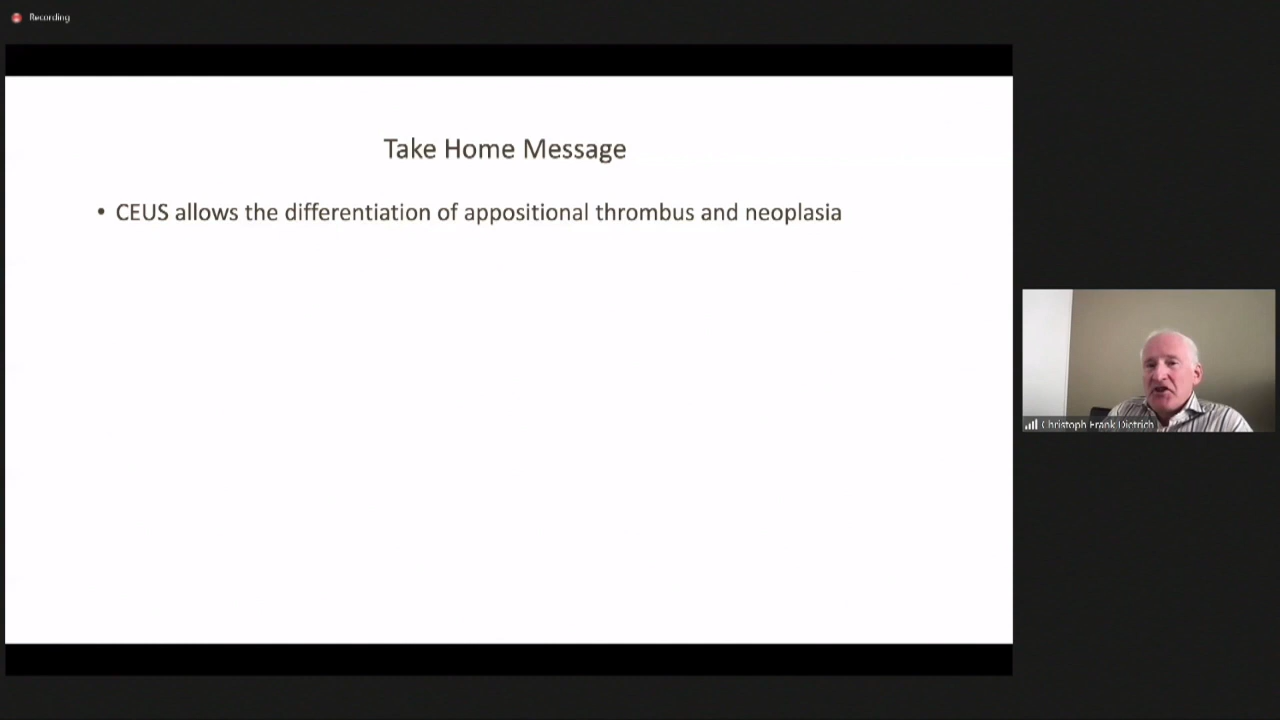 Recording
Take Home Message
• CEUS allows the differentiation of appositional thrombus and neoplasia
Christoph Frank Dietrich